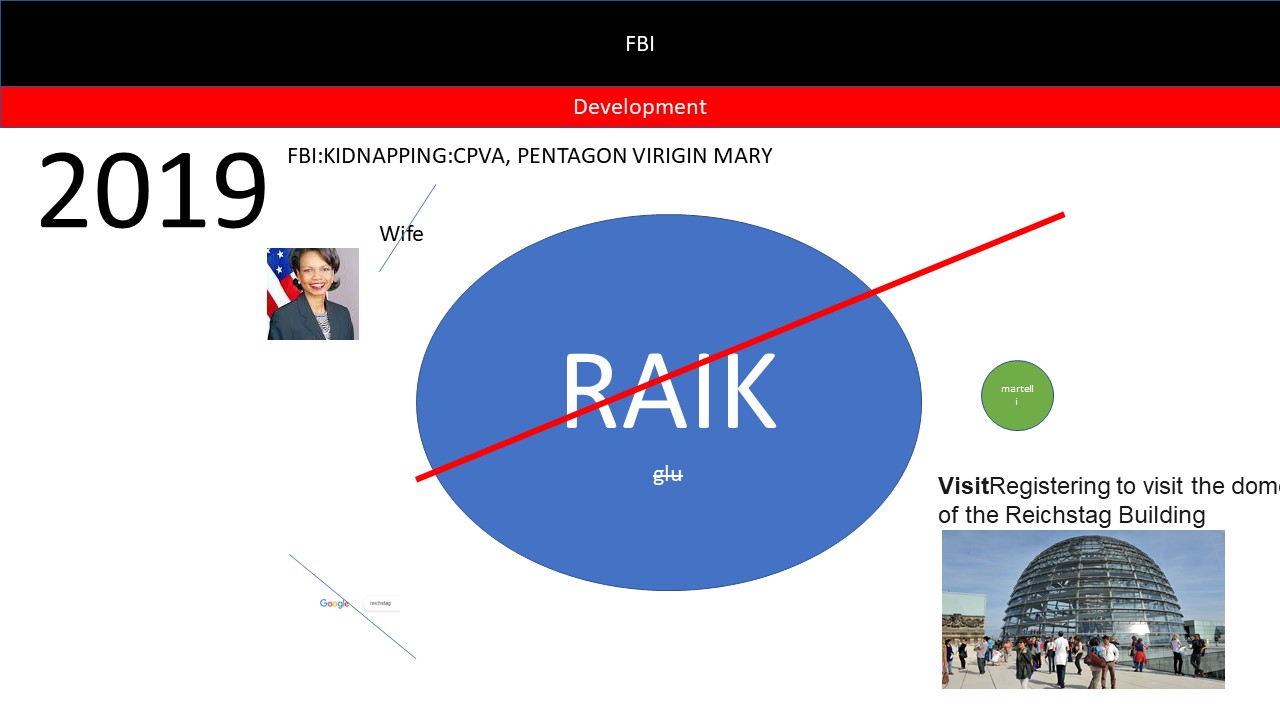 FBI
Development
2019
FBI:KIDNAPPING:CPVA, PENTAGON VIRIGIN MARY
Wife
RAIK
glu
martell
i
VisitRegistering to visit the dome
of the Reichstag Building
Google
reichstag